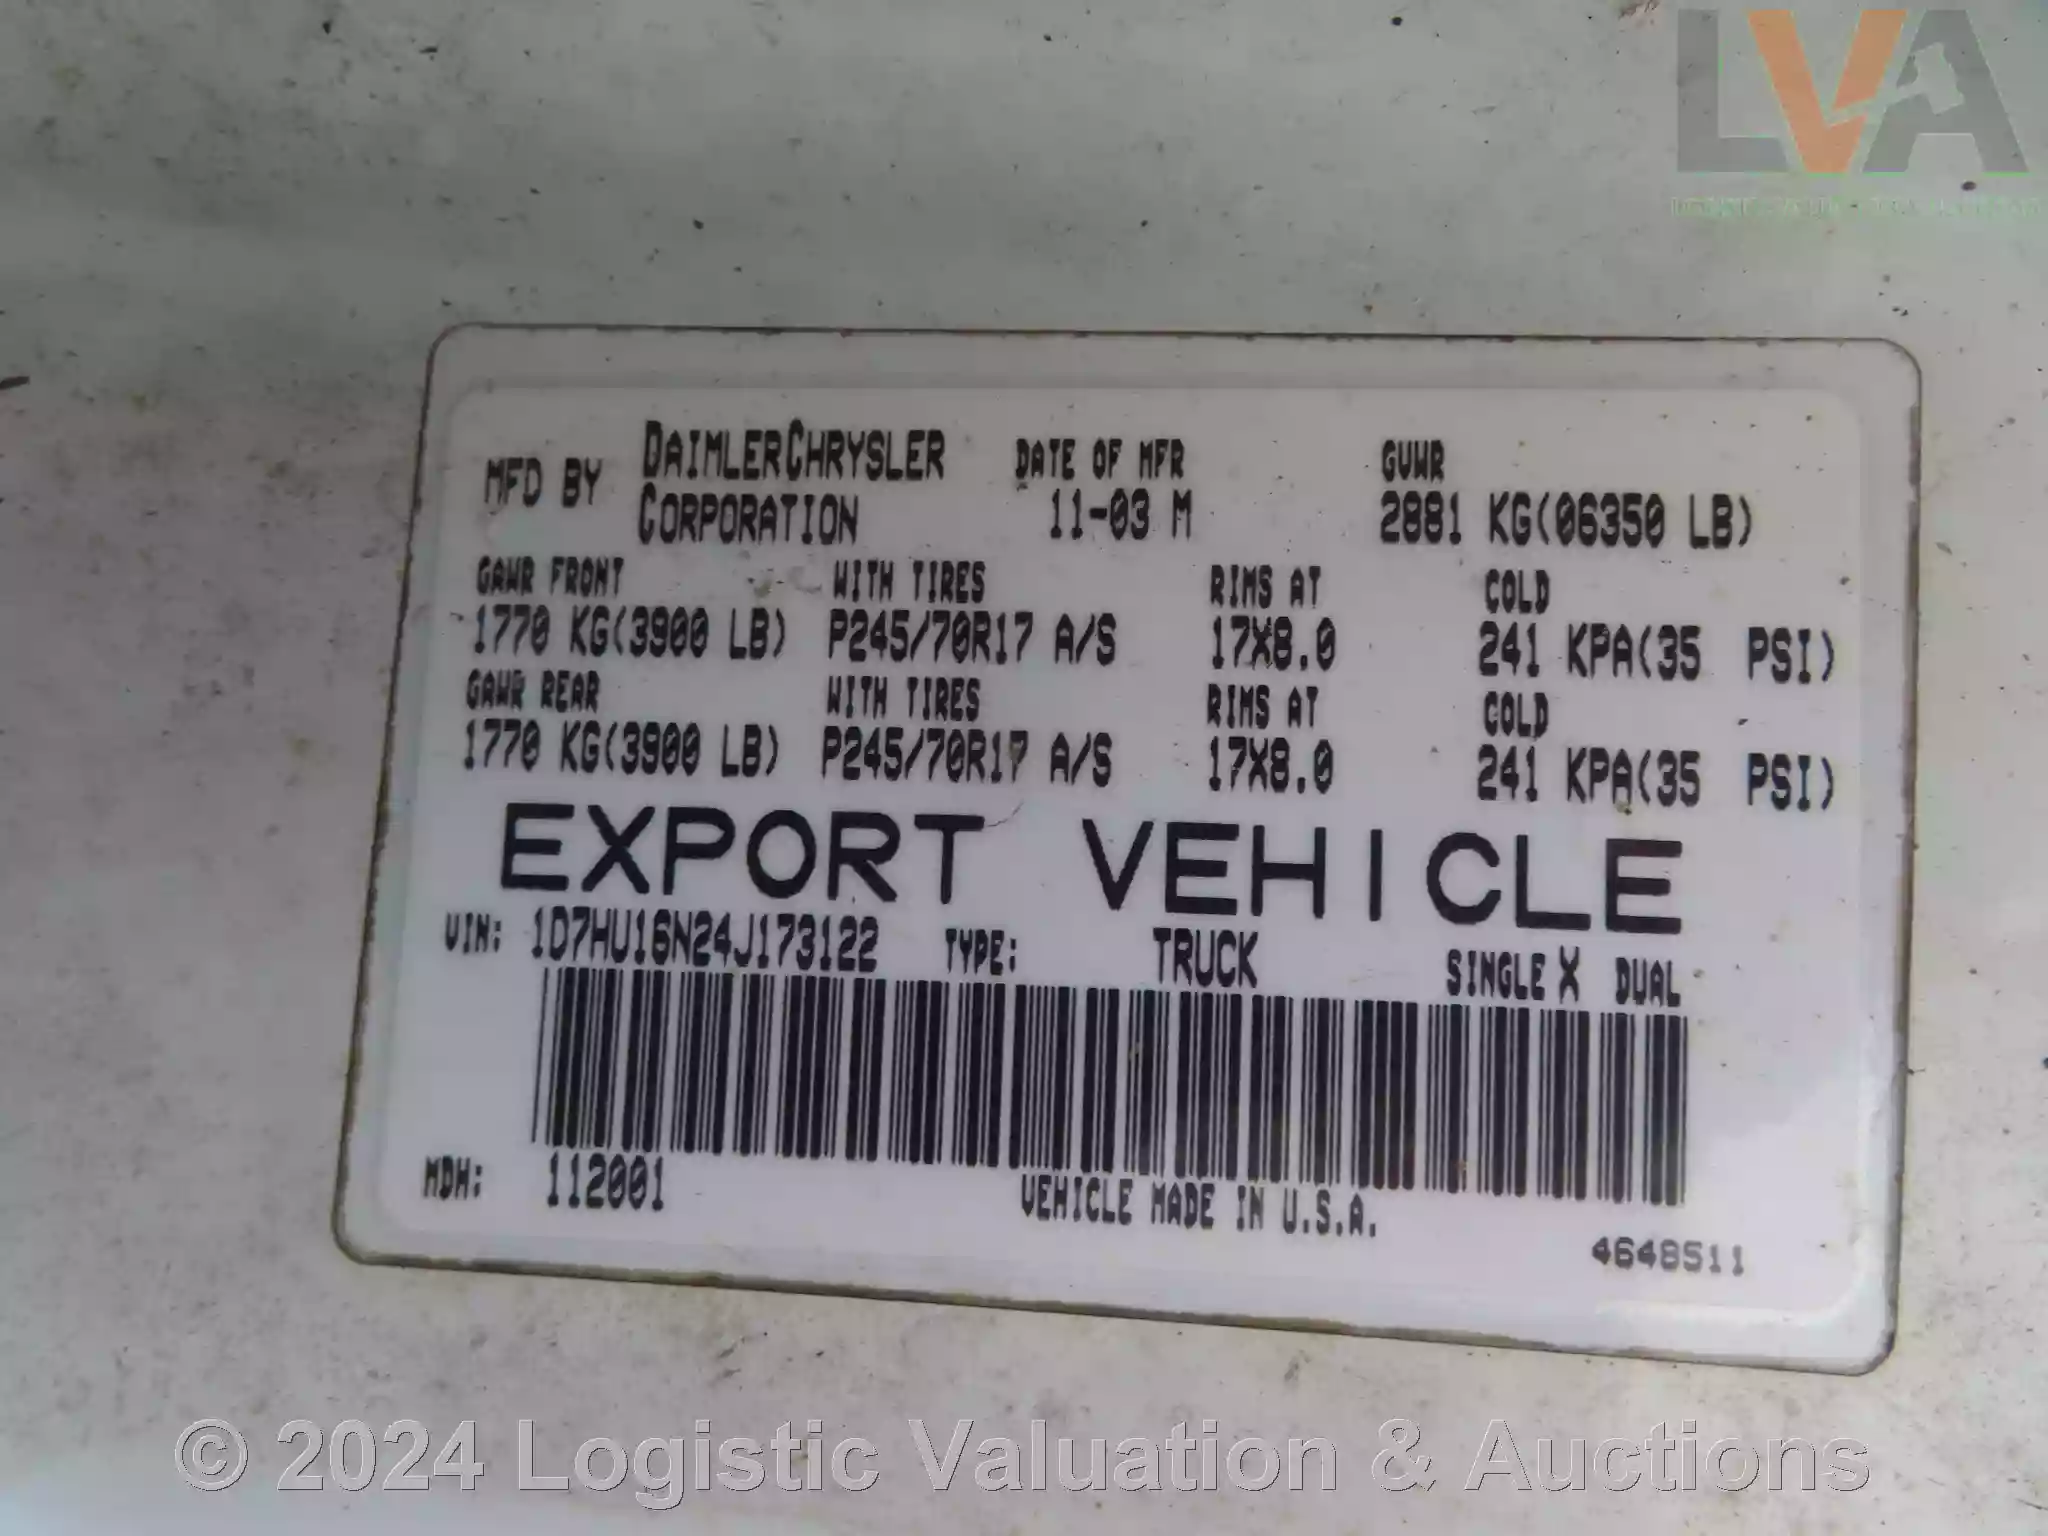 LVA
MFD BY DAIMLERCHRYSLER CORPORATION DATE OF MFR 11-03 M GVWR 2881 KG(06350 LB)
GAWR FRONT WITH TIRES RIMS AT COLD
1770 KG(3900 LB) P245/70R17 A/S 17X8.0 241 KPA(35 PSI)
GAWR REAR WITH TIRES RIMS AT COLD
1770 KG(3900 LB) P245/70R17 A/S 17X8.0 241 KPA(35 PSI)
EXPORT VEHICLE
VIN: 1D7HU16N24J173122 TYPE: TRUCK SINGLE X DUAL
MDH: 112001 VEHICLE MADE IN U.S.A.
4648511
© 2024 Logistic Valuation & Auctions